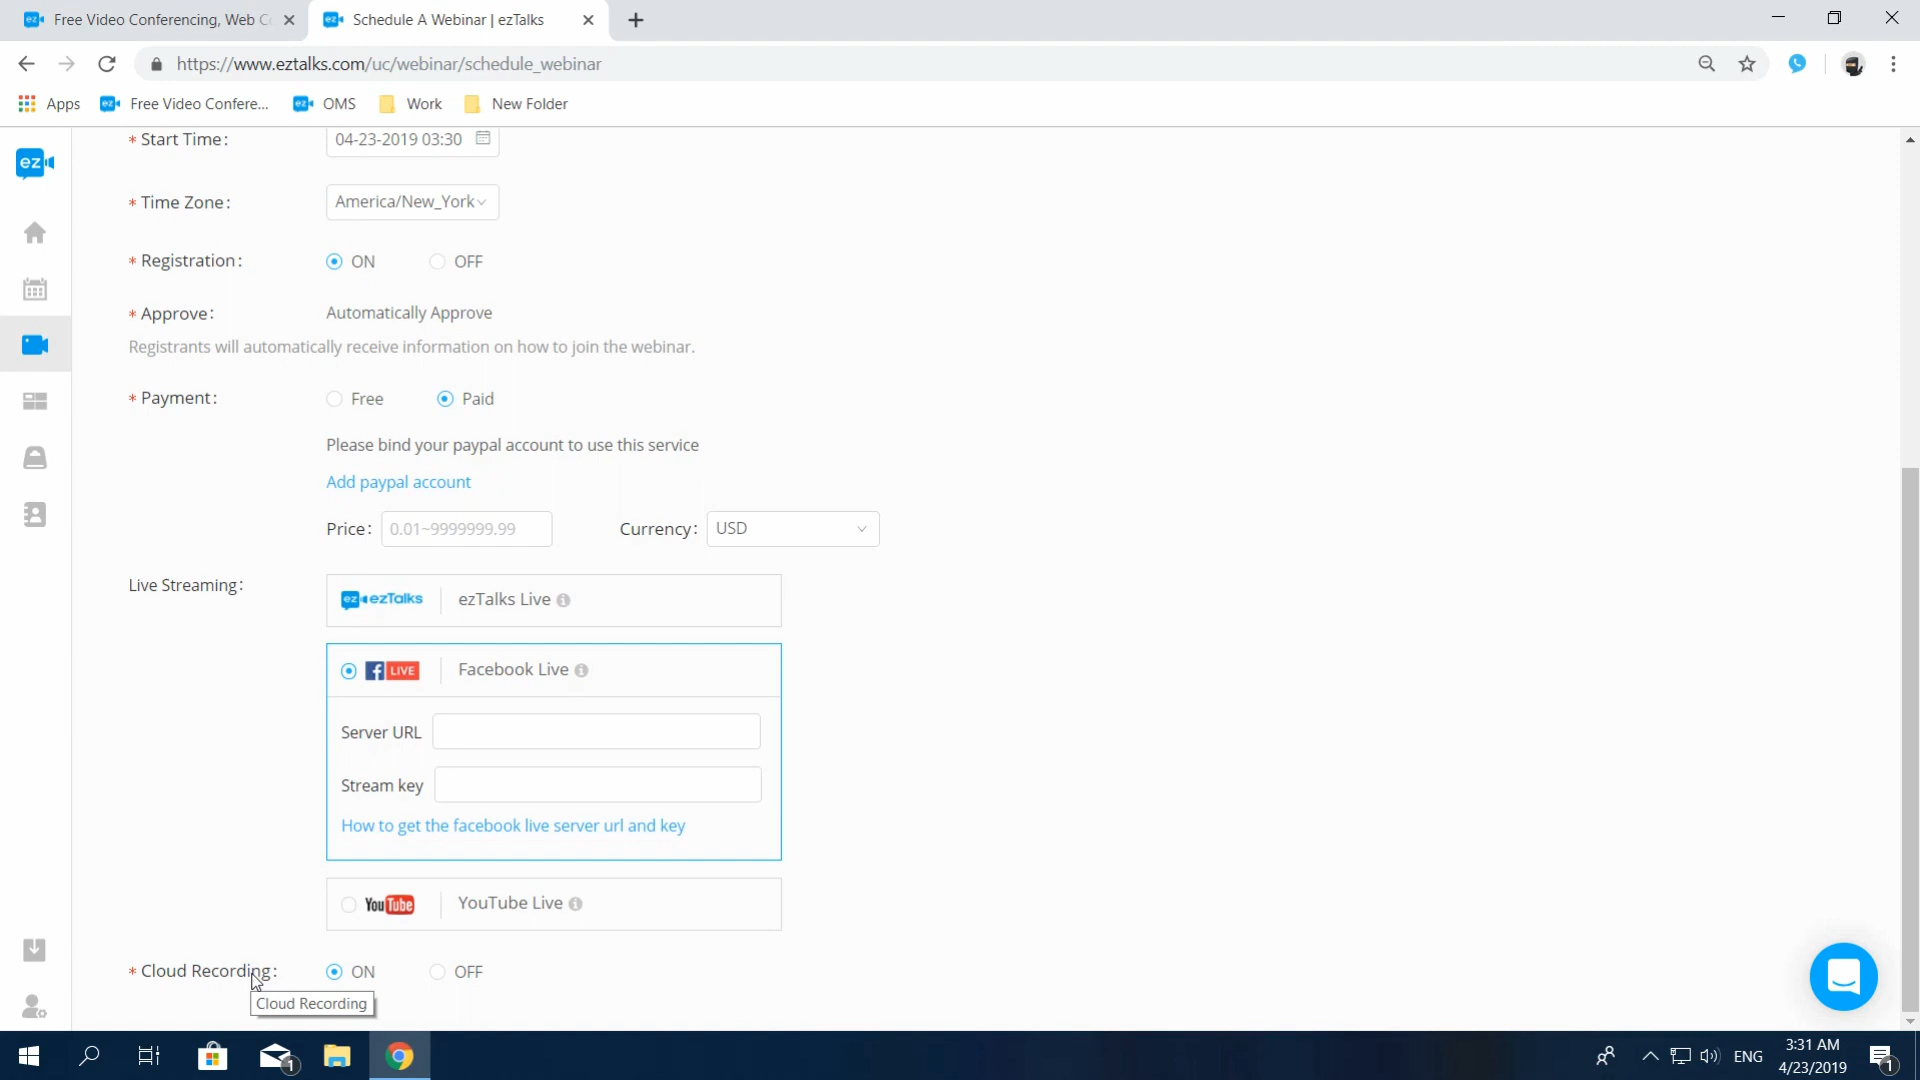 Free Video Conferencing, Web C
Schedule A Webinar | ezTalks
https://www.eztalks.com/uc/webinar/schedule_webinar
Apps
Free Video Confere...
OMS
Work
New Folder
ez
* Start Time:
04-23-2019 03:30
* Time Zone:
America/New_York
* Registration:
ON
OFF
* Approve:
Automatically Approve
Registrants will automatically receive information on how to join the webinar.
* Payment:
Free
Paid
Please bind your paypal account to use this service
Add paypal account
Price:
0.01~9999999.99
Currency:
USD
Live Streaming:
ez ezTalks
ezTalks Live
f LIVE
Facebook Live
Server URL
Stream key
How to get the facebook live server url and key
YouTube
YouTube Live
* Cloud Recording:
ON
OFF
Cloud Recording
1
ENG
3:31 AM
4/23/2019
1